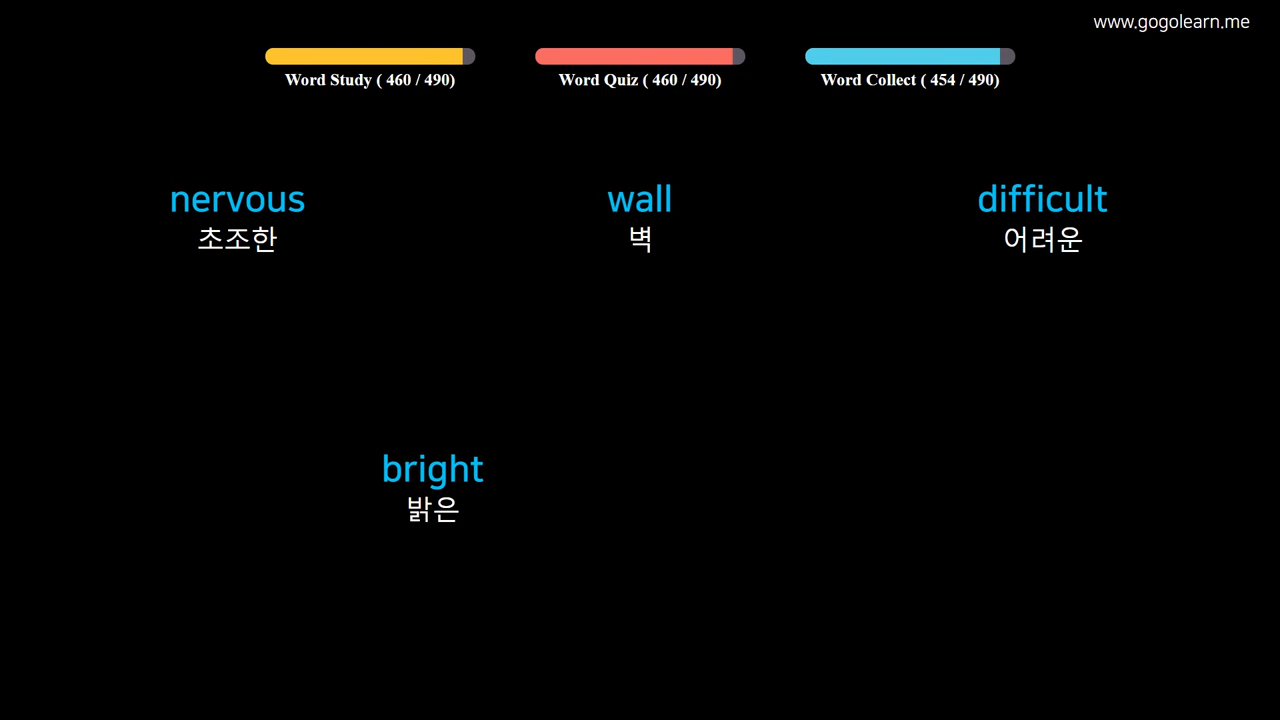 www.gogolearn.me
Word Study ( 460 / 490)
Word Quiz ( 460 / 490)
Word Collect ( 454 / 490)
nervous
초조한
wall
벽
difficult
어려운
bright
밝은